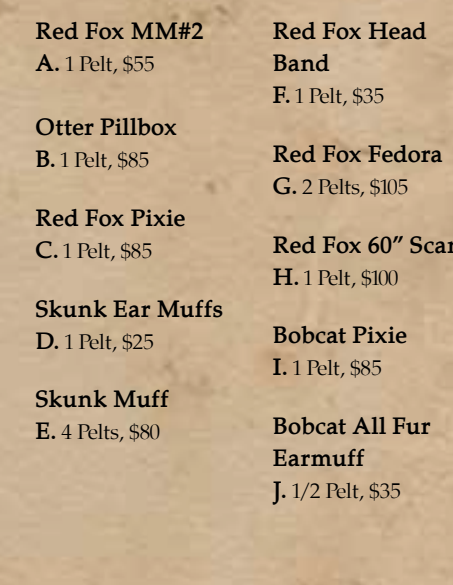 Red Fox MM#2
A. 1 Pelt, $55
Otter Pillbox
B. 1 Pelt, $85
Red Fox Pixie
C. 1 Pelt, $85
Skunk Ear Muffs
D. 1 Pelt, $25
Skunk Muff
E. 4 Pelts, $80
Red Fox Head
Band
F. 1 Pelt, $35
Red Fox Fedora
G. 2 Pelts, $105
Red Fox 60” Scar
H. 1 Pelt, $100
Bobcat Pixie
I. 1 Pelt, $85
Bobcat All Fur
Earmuff
J. 1/2 Pelt, $35